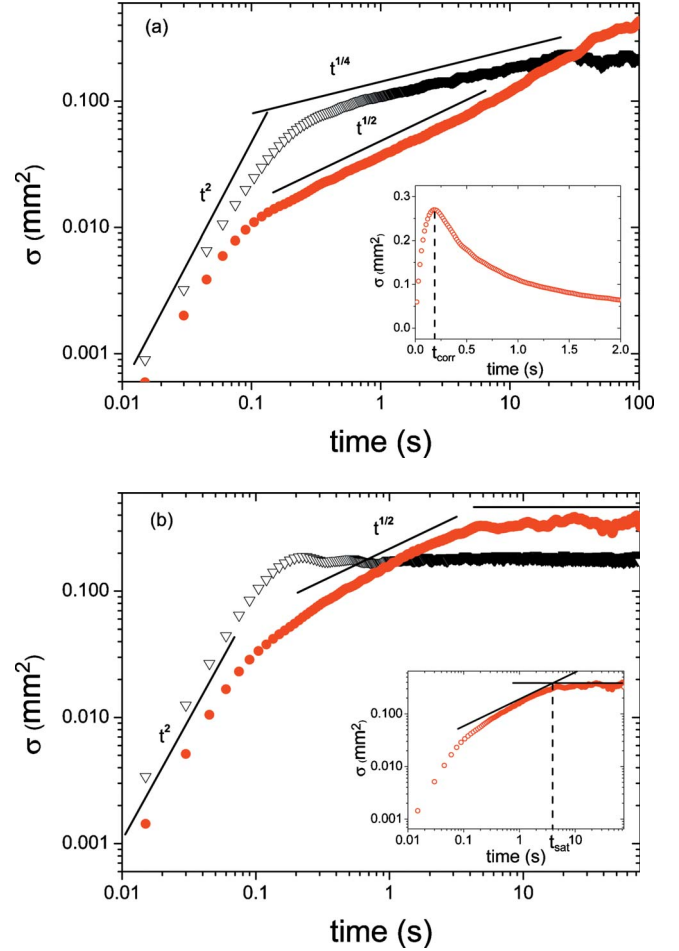 (a)
t^1/4
t^1/2
t^2
σ (mm²)
0.100
0.010
0.001
0.01 0.1 1 10 100
time (s)
σ (mm²)
0.3
0.2
0.1
0.0
0.0 0.5 1.0 1.5 2.0
t_corr
time (s)
(b)
t^1/2
t^2
σ (mm²)
0.100
0.010
0.001
0.01 0.1 1 10
time (s)
σ (mm²)
0.100
0.010
0.001
0.01 0.1 1 10
t_sat
time (s)